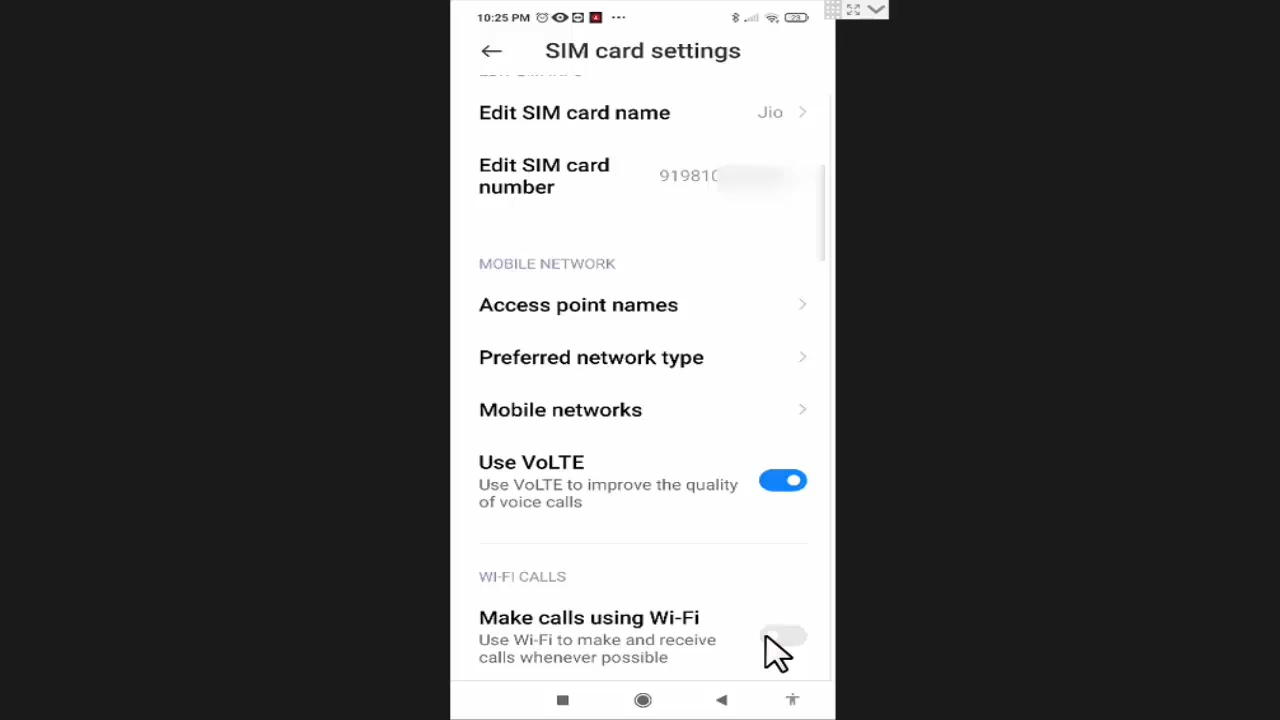 10:25 PM
23
SIM card settings
Edit SIM card name
Jio
Edit SIM card
number
919810
MOBILE NETWORK
Access point names
Preferred network type
Mobile networks
Use VoLTE
Use VoLTE to improve the quality
of voice calls
WI-FI CALLS
Make calls using Wi-Fi
Use Wi-Fi to make and receive
calls whenever possible